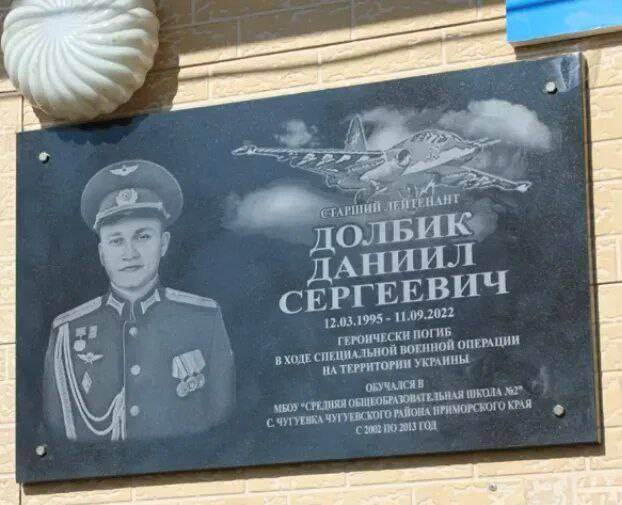 СТАРШИЙ ЛЕЙТЕНАНТ
ДОЛБИК
ДАНИИЛ
СЕРГЕЕВИЧ
12.03.1995 - 11.09.2022
ГЕРОИЧЕСКИ ПОГИБ
В ХОДЕ СПЕЦИАЛЬНОЙ ВОЕННОЙ ОПЕРАЦИИ
НА ТЕРРИТОРИИ УКРАИНЫ
ОБУЧАЛСЯ В
МБОУ "СРЕДНЯЯ ОБЩЕОБРАЗОВАТЕЛЬНАЯ ШКОЛА №2"
С. ЧУГУЕВКА ЧУГУЕВСКОГО РАЙОНА ПРИМОРСКОГО КРАЯ
С 2002 ПО 2013 ГОД